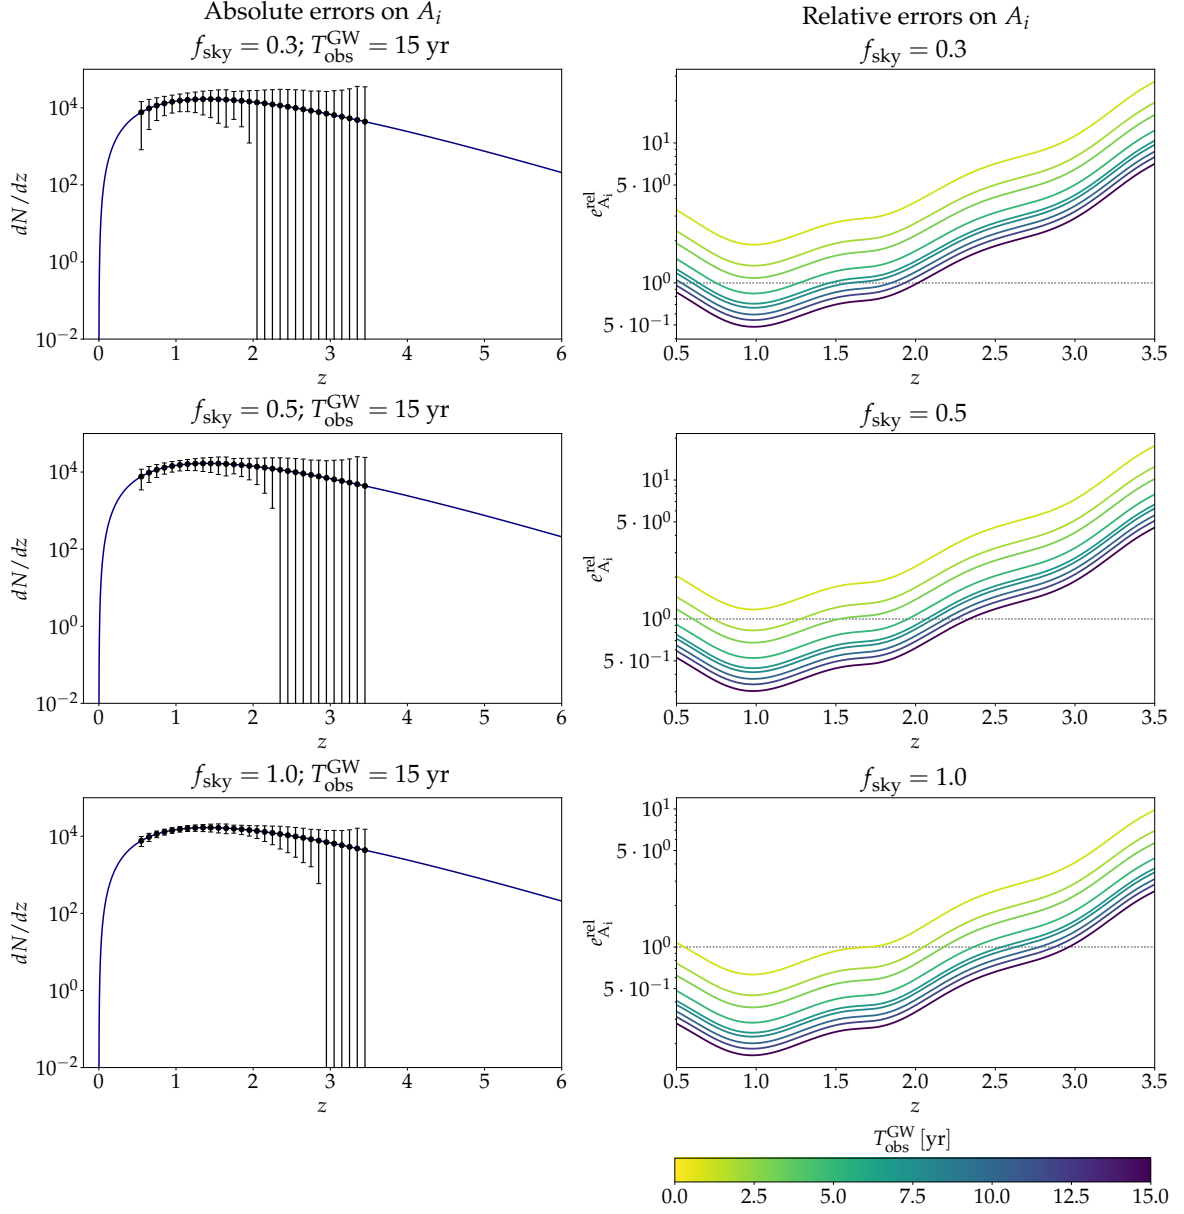 Absolute errors on A_i
f_sky = 0.3; T_obs^GW = 15 yr
10^4
10^2
10^0
10^−2
dN/dz
0 1 2 3 4 5 6
z
Relative errors on A_i
f_sky = 0.3
10^1
5 · 10^0
10^0
5 · 10^−1
e_{A_i}^rel
0.5 1.0 1.5 2.0 2.5 3.0 3.5
z
f_sky = 0.5; T_obs^GW = 15 yr
10^4
10^2
10^0
10^−2
dN/dz
0 1 2 3 4 5 6
z
f_sky = 0.5
10^1
5 · 10^0
10^0
5 · 10^−1
e_{A_i}^rel
0.5 1.0 1.5 2.0 2.5 3.0 3.5
z
f_sky = 1.0; T_obs^GW = 15 yr
10^4
10^2
10^0
10^−2
dN/dz
0 1 2 3 4 5 6
z
f_sky = 1.0
10^1
5 · 10^0
10^0
5 · 10^−1
e_{A_i}^rel
0.5 1.0 1.5 2.0 2.5 3.0 3.5
z
T_obs^GW [yr]
0.0 2.5 5.0 7.5 10.0 12.5 15.0